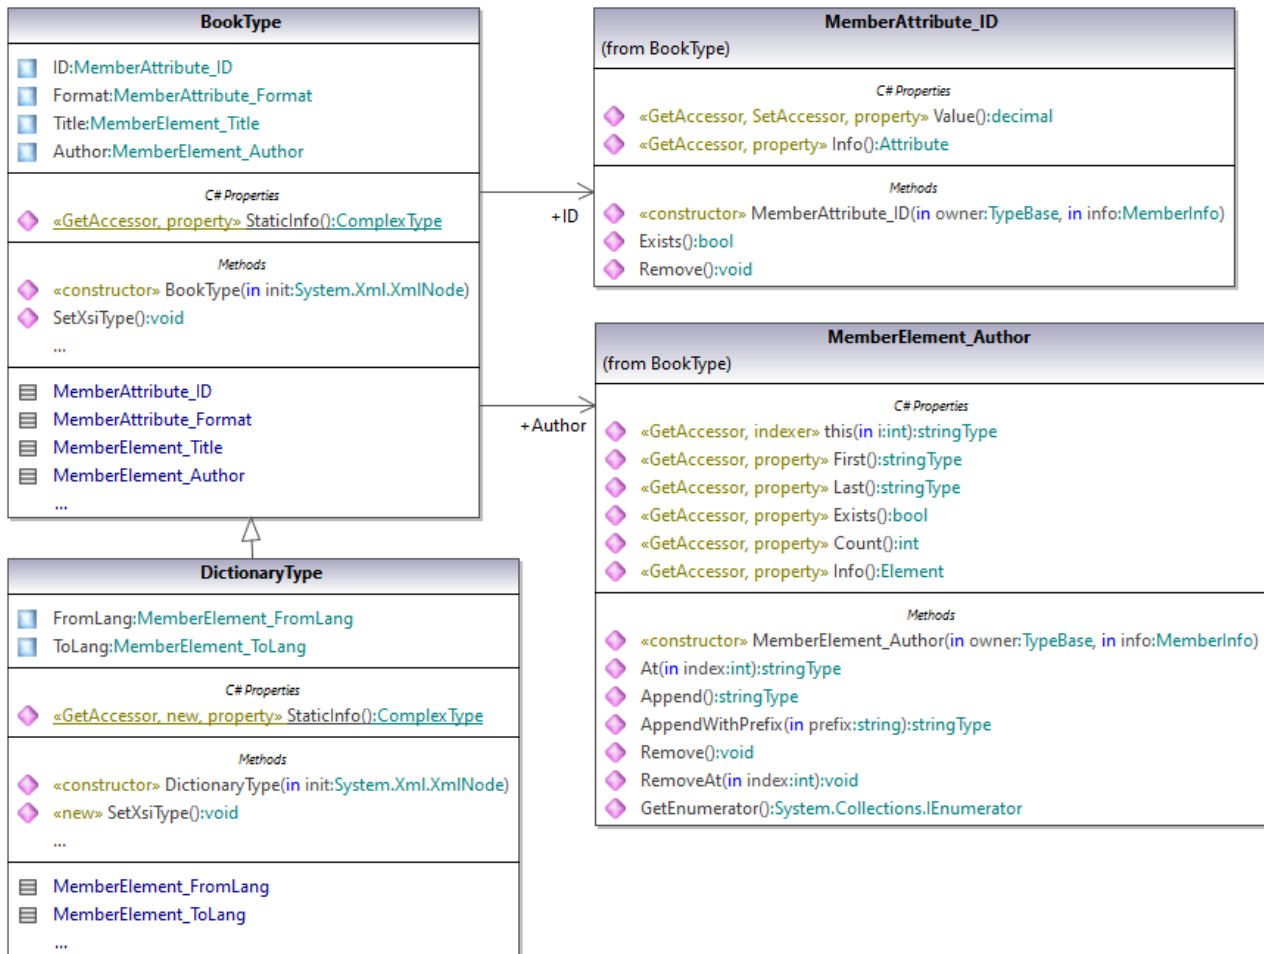 BookType
ID:MemberAttribute_ID
Format:MemberAttribute_Format
Title:MemberElement_Title
Author:MemberElement_Author
C# Properties
«GetAccessor, property» StaticInfo():ComplexType
Methods
«constructor» BookType(in init:System.Xml.XmlNode)
SetXsiType():void
...
MemberAttribute_ID
MemberAttribute_Format
MemberElement_Title
MemberElement_Author
...
+ID
+Author
MemberAttribute_ID
(from BookType)
C# Properties
«GetAccessor, SetAccessor, property» Value():decimal
«GetAccessor, property» Info():Attribute
Methods
«constructor» MemberAttribute_ID(in owner:TypeBase, in info:MemberInfo)
Exists():bool
Remove():void
MemberElement_Author
(from BookType)
C# Properties
«GetAccessor, indexer» this(in i:int):stringType
«GetAccessor, property» First():stringType
«GetAccessor, property» Last():stringType
«GetAccessor, property» Exists():bool
«GetAccessor, property» Count():int
«GetAccessor, property» Info():Element
Methods
«constructor» MemberElement_Author(in owner:TypeBase, in info:MemberInfo)
At(in index:int):stringType
Append():stringType
AppendWithPrefix(in prefix:string):stringType
Remove():void
RemoveAt(in index:int):void
GetEnumerator():System.Collections.IEnumerator
DictionaryType
FromLang:MemberElement_FromLang
ToLang:MemberElement_ToLang
C# Properties
«GetAccessor, new, property» StaticInfo():ComplexType
Methods
«constructor» DictionaryType(in init:System.Xml.XmlNode)
«new» SetXsiType():void
...
MemberElement_FromLang
MemberElement_ToLang
...